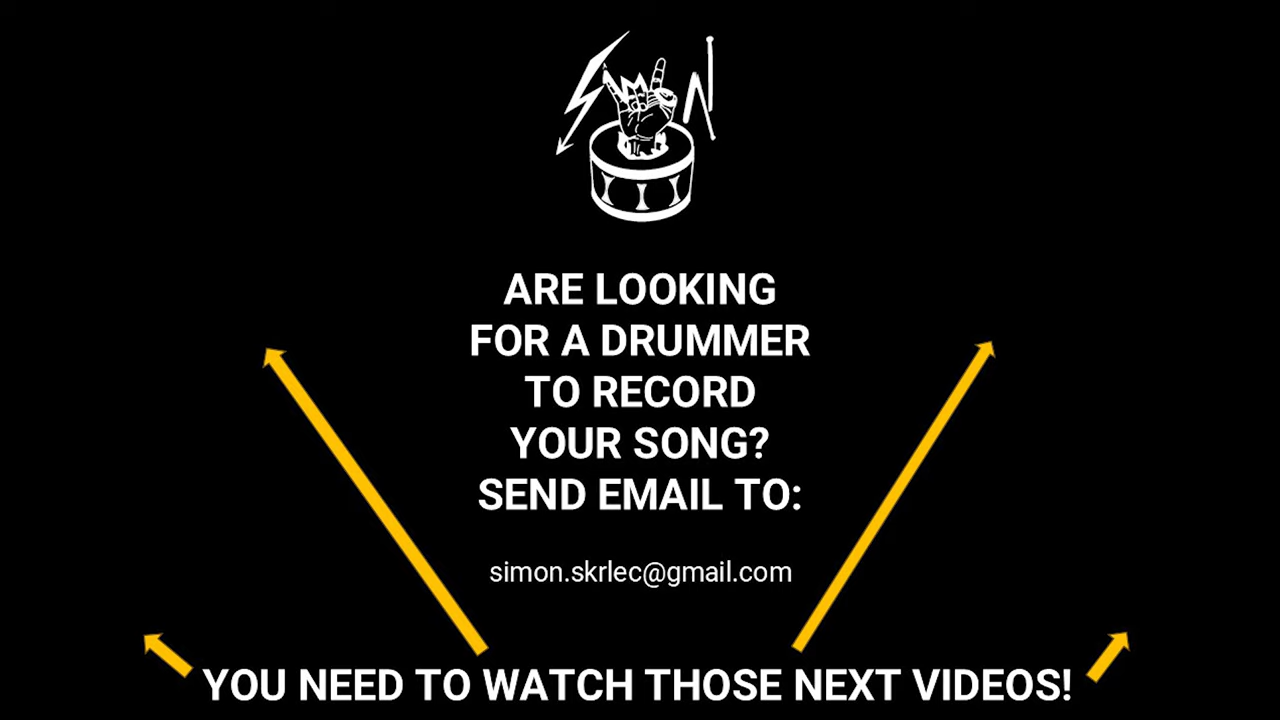 SIMON
ARE LOOKING
FOR A DRUMMER
TO RECORD
YOUR SONG?
SEND EMAIL TO:
simon.skrlec@gmail.com
YOU NEED TO WATCH THOSE NEXT VIDEOS!